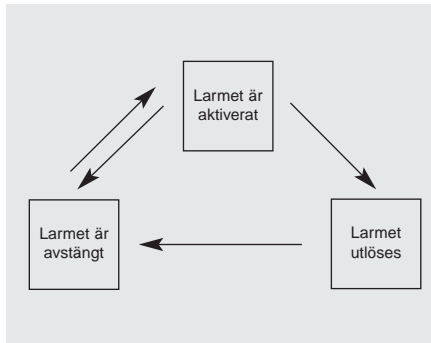 Larmet är
aktiverat
Larmet är
avstängt
Larmet
utlöses